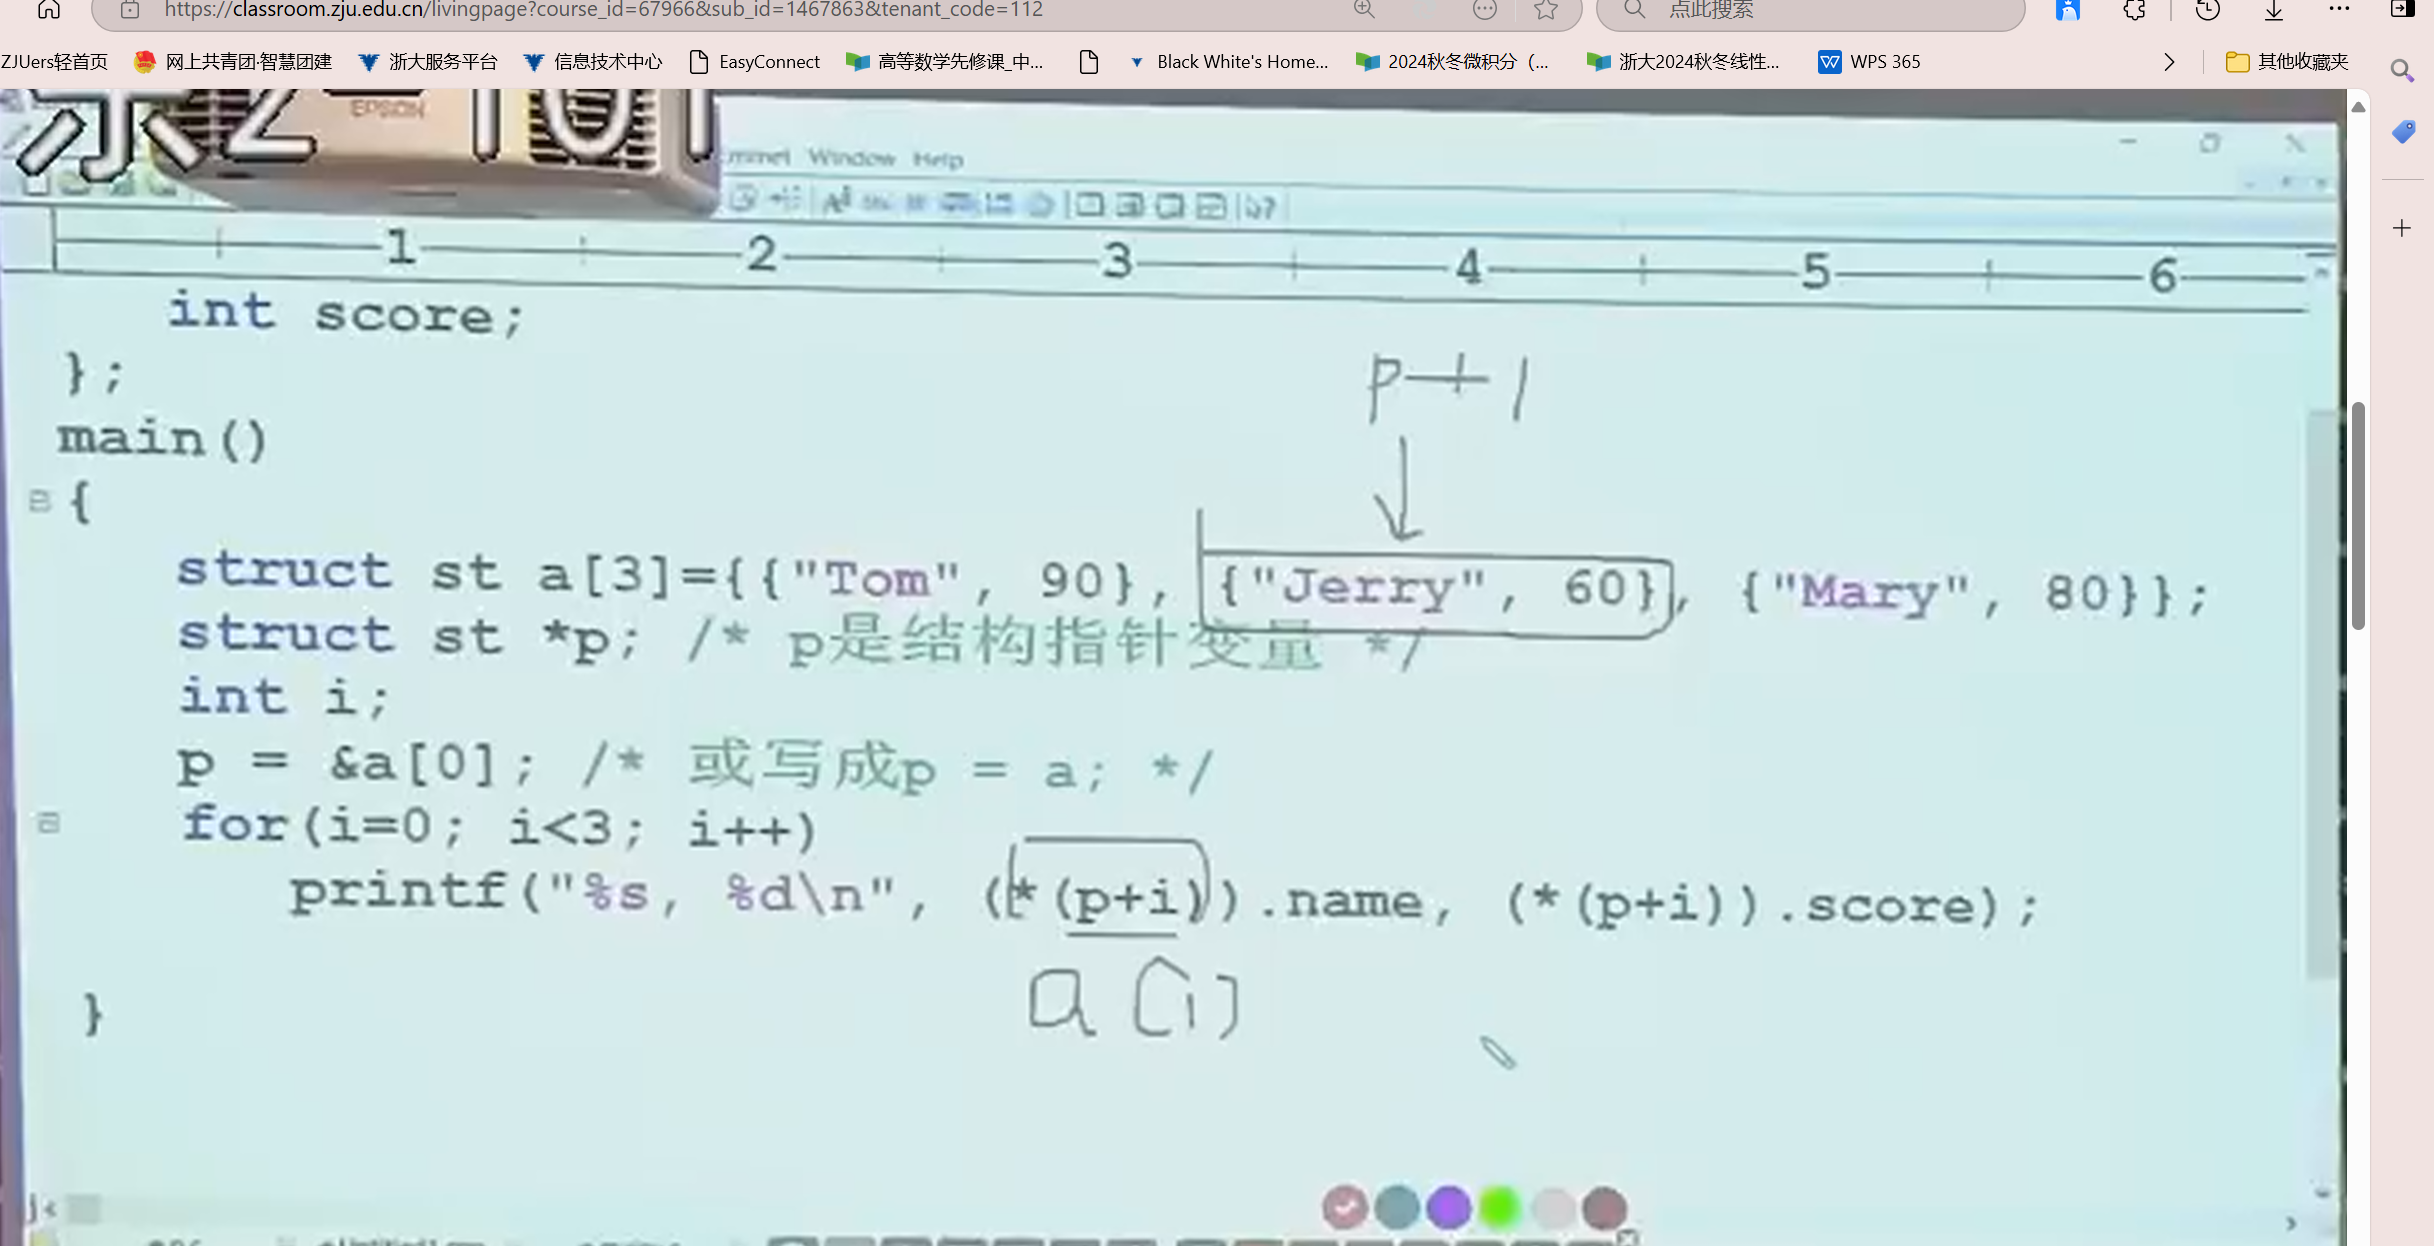 https://classroom.zju.edu.cn/livingpage?course_id=67966&sub_id=1467863&tenant_code=112
点此搜索
ZJUers轻首页 网上共青团·智慧团建 浙大服务平台 信息技术中心 EasyConnect 高等数学先修课_中... Black White's Home... 2024秋冬微积分（... 浙大2024秋冬线性... WPS 365 其他收藏夹
EPSON
Window Help
1 2 3 4 5 6
int score;
};
p+1
main()
{
struct st a[3]={{"Tom", 90}, {"Jerry", 60}, {"Mary", 80}};
struct st *p; /* p是结构指针变量 */
int i;
p = &a[0]; /* 或写成p = a; */
for(i=0; i<3; i++)
printf("%s, %d\n", (*(p+i)).name, (*(p+i)).score);
a[i]
}